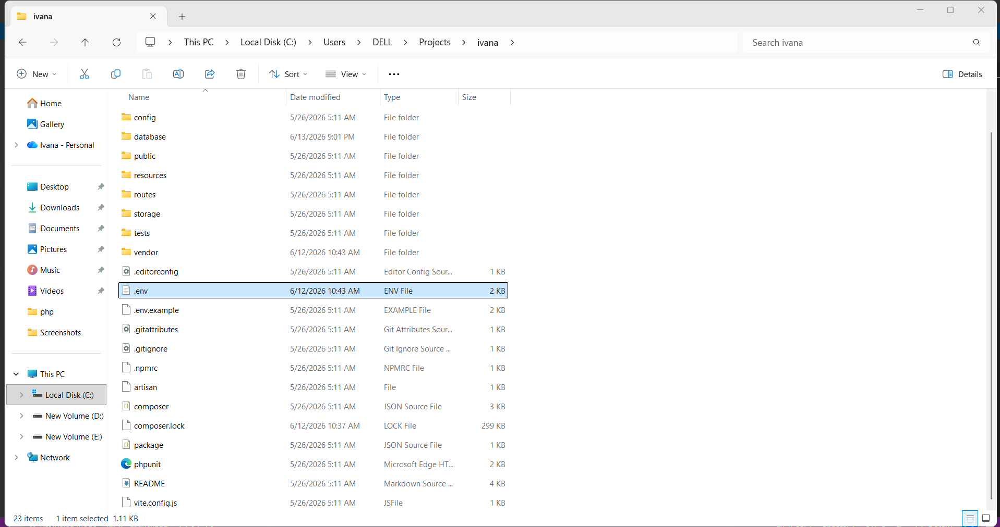 ivana
This PC Local Disk (C:) Users DELL Projects ivana Search ivana
New Sort View Details
Name Date modified Type Size
Home
Gallery
Ivana - Personal
Desktop
Downloads
Documents
Pictures
Music
Videos
php
Screenshots
This PC
Local Disk (C:)
New Volume (D:)
New Volume (E:)
Network
config 5/26/2026 5:11 AM File folder
database 6/13/2026 9:01 PM File folder
public 5/26/2026 5:11 AM File folder
resources 5/26/2026 5:11 AM File folder
routes 5/26/2026 5:11 AM File folder
storage 5/26/2026 5:11 AM File folder
tests 5/26/2026 5:11 AM File folder
vendor 6/12/2026 10:43 AM File folder
.editorconfig 5/26/2026 5:11 AM Editor Config Sour... 1 KB
.env 6/12/2026 10:43 AM ENV File 2 KB
.env.example 5/26/2026 5:11 AM EXAMPLE File 2 KB
.gitattributes 5/26/2026 5:11 AM Git Attributes Sour... 1 KB
.gitignore 5/26/2026 5:11 AM Git Ignore Source ... 1 KB
.npmrc 5/26/2026 5:11 AM NPMRC File 1 KB
artisan 5/26/2026 5:11 AM File 1 KB
composer 5/26/2026 5:11 AM JSON Source File 3 KB
composer.lock 6/12/2026 10:37 AM LOCK File 299 KB
package 5/26/2026 5:11 AM JSON Source File 1 KB
phpunit 5/26/2026 5:11 AM Microsoft Edge HT... 2 KB
README 5/26/2026 5:11 AM Markdown Source ... 4 KB
vite.config.js 5/26/2026 5:11 AM JSFile 1 KB
23 items 1 item selected 1.11 KB